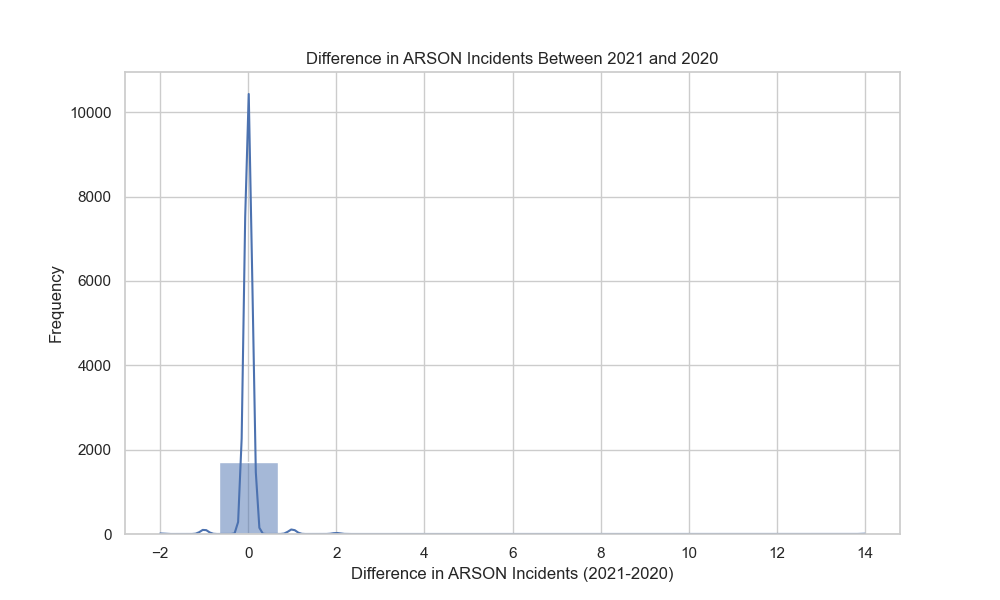 Difference in ARSON Incidents Between 2021 and 2020
10000
8000
6000
4000
2000
0
Frequency
−2 0 2 4 6 8 10 12 14
Difference in ARSON Incidents (2021-2020)